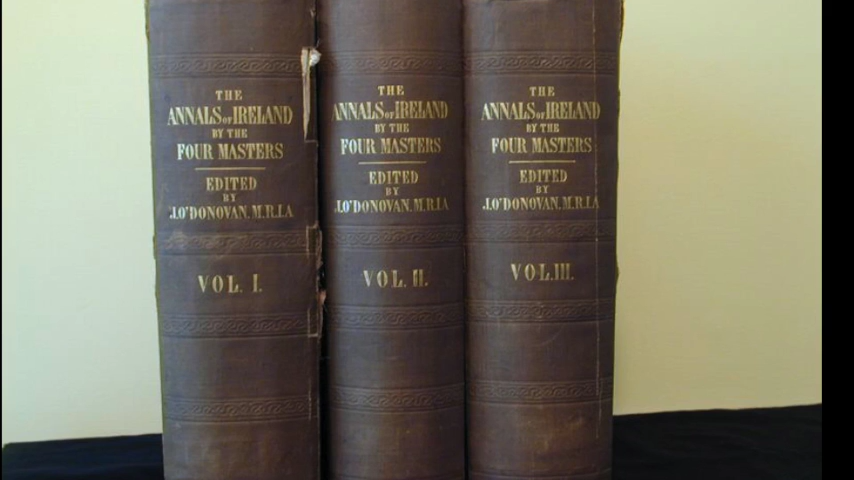 THE
ANNALS OF IRELAND
BY THE
FOUR MASTERS
EDITED
BY
J.O'DONOVAN, M.R.I.A
VOL. I.
THE
ANNALS OF IRELAND
BY THE
FOUR MASTERS
EDITED
BY
J.O'DONOVAN. M.R.I.A
VOL. II.
THE
ANNALS OF IRELAND
BY THE
FOUR MASTERS
EDITED
BY
J.O'DONOVAN, M.R.I.A
VOL. III.